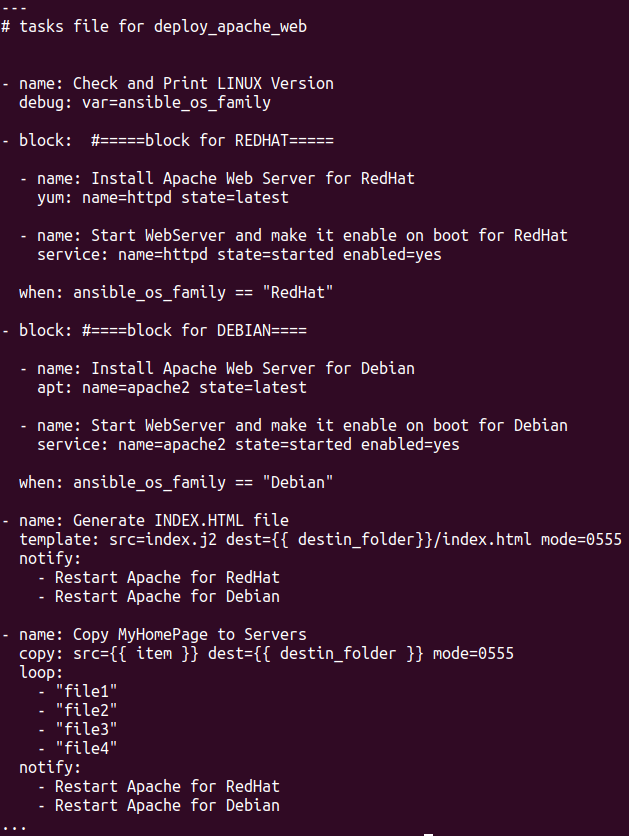 ---
# tasks file for deploy_apache_web
- name: Check and Print LINUX Version
  debug: var=ansible_os_family
- block:  #=====block for REDHAT=====
  - name: Install Apache Web Server for RedHat
    yum: name=httpd state=latest
  - name: Start WebServer and make it enable on boot for RedHat
    service: name=httpd state=started enabled=yes
  when: ansible_os_family == "RedHat"
- block: #====block for DEBIAN====
  - name: Install Apache Web Server for Debian
    apt: name=apache2 state=latest
  - name: Start WebServer and make it enable on boot for Debian
    service: name=apache2 state=started enabled=yes
  when: ansible_os_family == "Debian"
- name: Generate INDEX.HTML file
  template: src=index.j2 dest={{ destin_folder}}/index.html mode=0555
  notify:
    - Restart Apache for RedHat
    - Restart Apache for Debian
- name: Copy MyHomePage to Servers
  copy: src={{ item }} dest={{ destin_folder }} mode=0555
  loop:
    - "file1"
    - "file2"
    - "file3"
    - "file4"
  notify:
    - Restart Apache for RedHat
    - Restart Apache for Debian
...